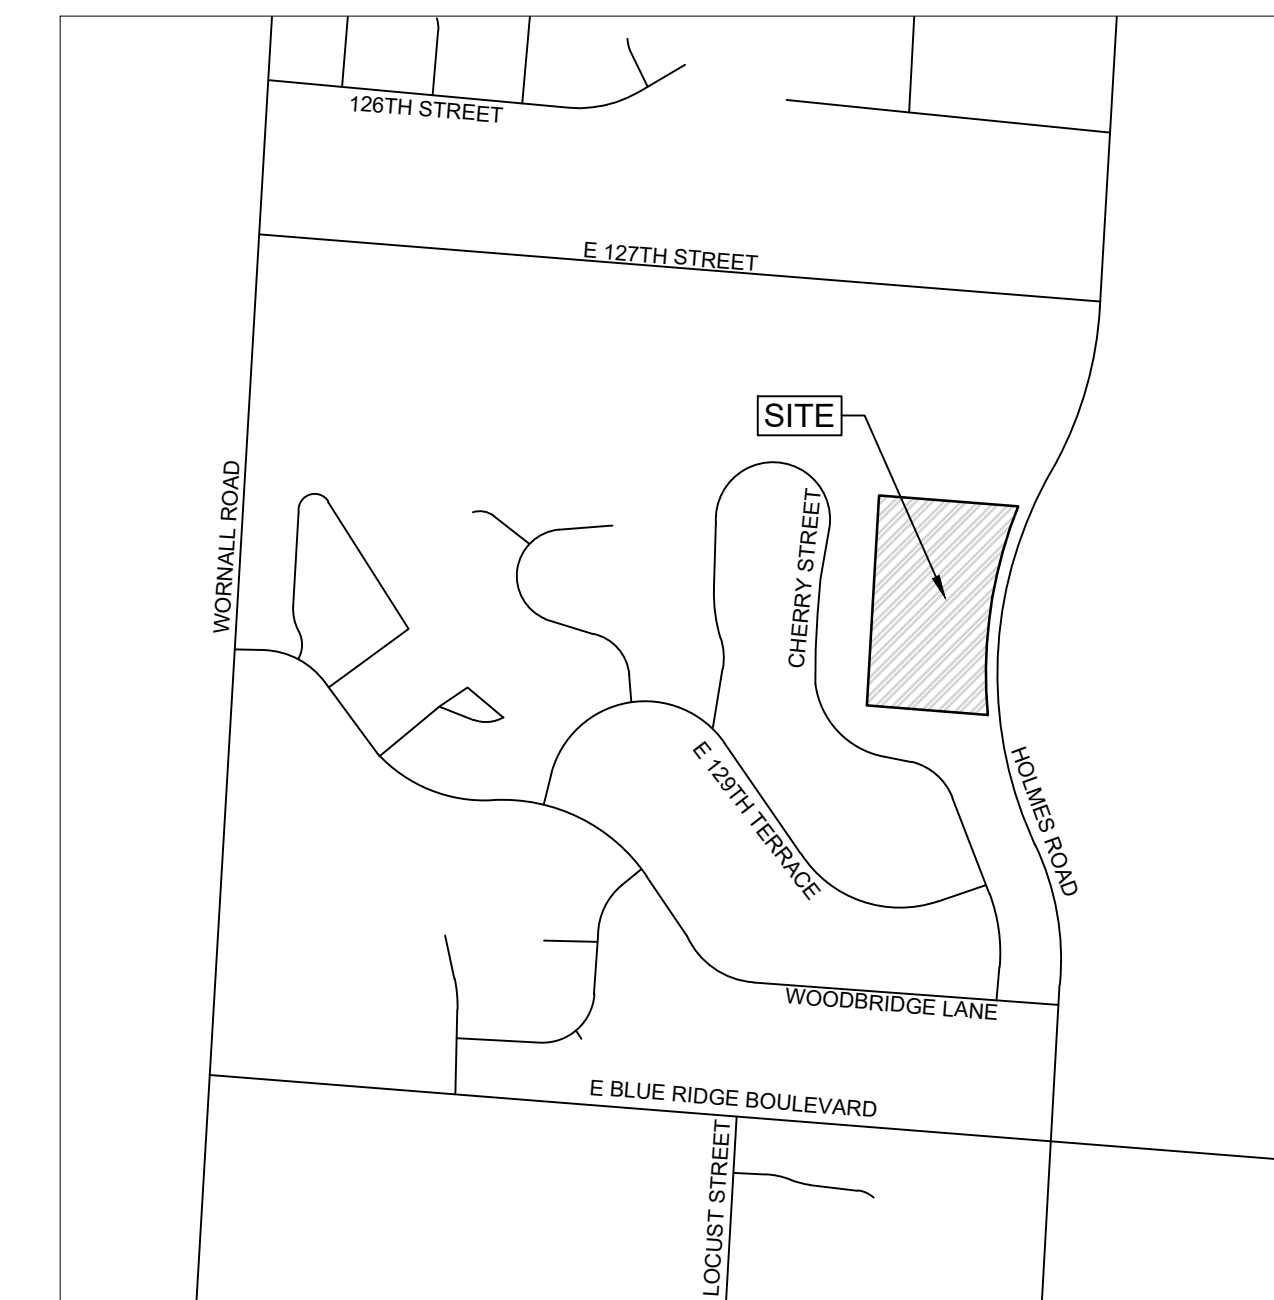 126TH STREET
E 127TH STREET
SITE
WORNALL ROAD
CHERRY STREET
E 129TH TERRACE
HOLMES ROAD
WOODBRIDGE LANE
E BLUE RIDGE BOULEVARD
LOCUST STREET